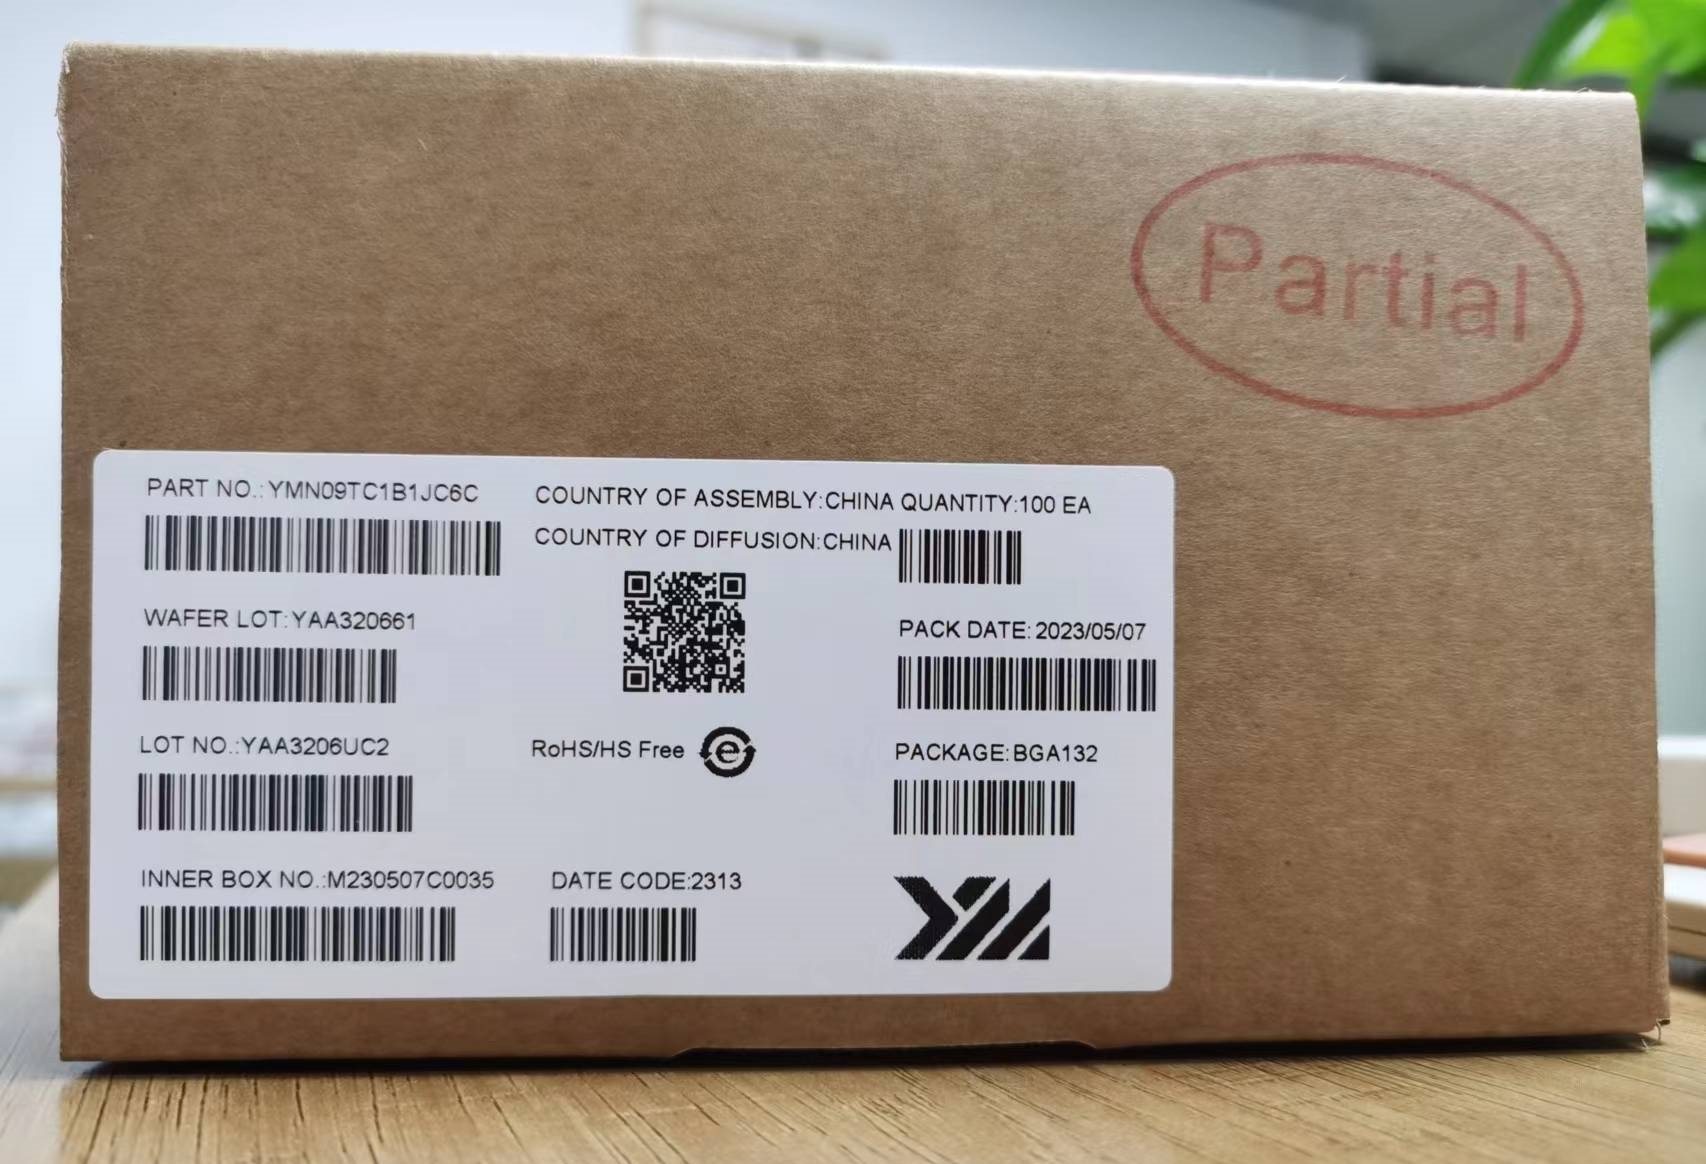 Partial
PART NO.:YMN09TC1B1JC6C
COUNTRY OF ASSEMBLY:CHINA QUANTITY:100 EA
COUNTRY OF DIFFUSION:CHINA
WAFER LOT:YAA320661
PACK DATE:2023/05/07
LOT NO.:YAA3206UC2
RoHS/HS Free
e
PACKAGE:BGA132
INNER BOX NO.:M230507C0035
DATE CODE:2313
YM